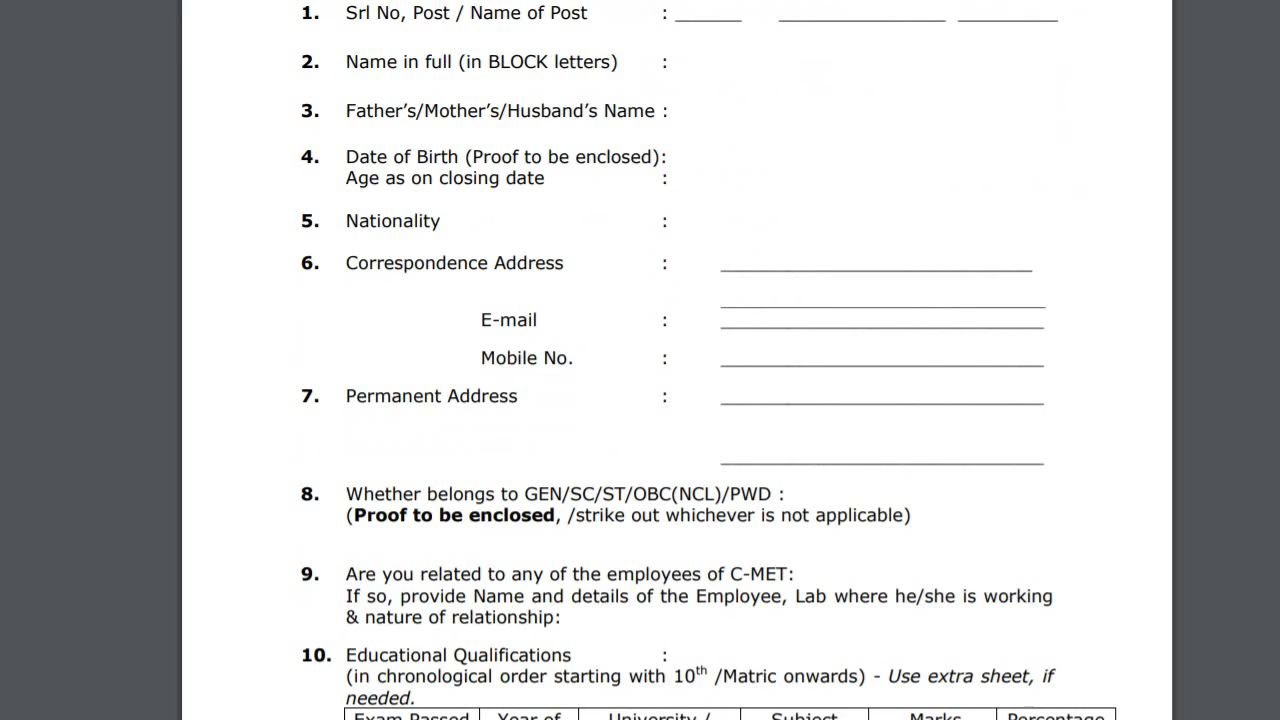 1. Srl No, Post / Name of Post : ______ _______________ _________
2. Name in full (in BLOCK letters) :
3. Father's/Mother's/Husband's Name :
4. Date of Birth (Proof to be enclosed):
Age as on closing date :
5. Nationality :
6. Correspondence Address :
E-mail :
Mobile No. :
7. Permanent Address :
8. Whether belongs to GEN/SC/ST/OBC(NCL)/PWD :
(Proof to be enclosed, /strike out whichever is not applicable)
9. Are you related to any of the employees of C-MET:
If so, provide Name and details of the Employee, Lab where he/she is working
& nature of relationship:
10. Educational Qualifications :
(in chronological order starting with 10th /Matric onwards) - Use extra sheet, if
needed.
Exam Passed Year of University / Subject Marks Percentage